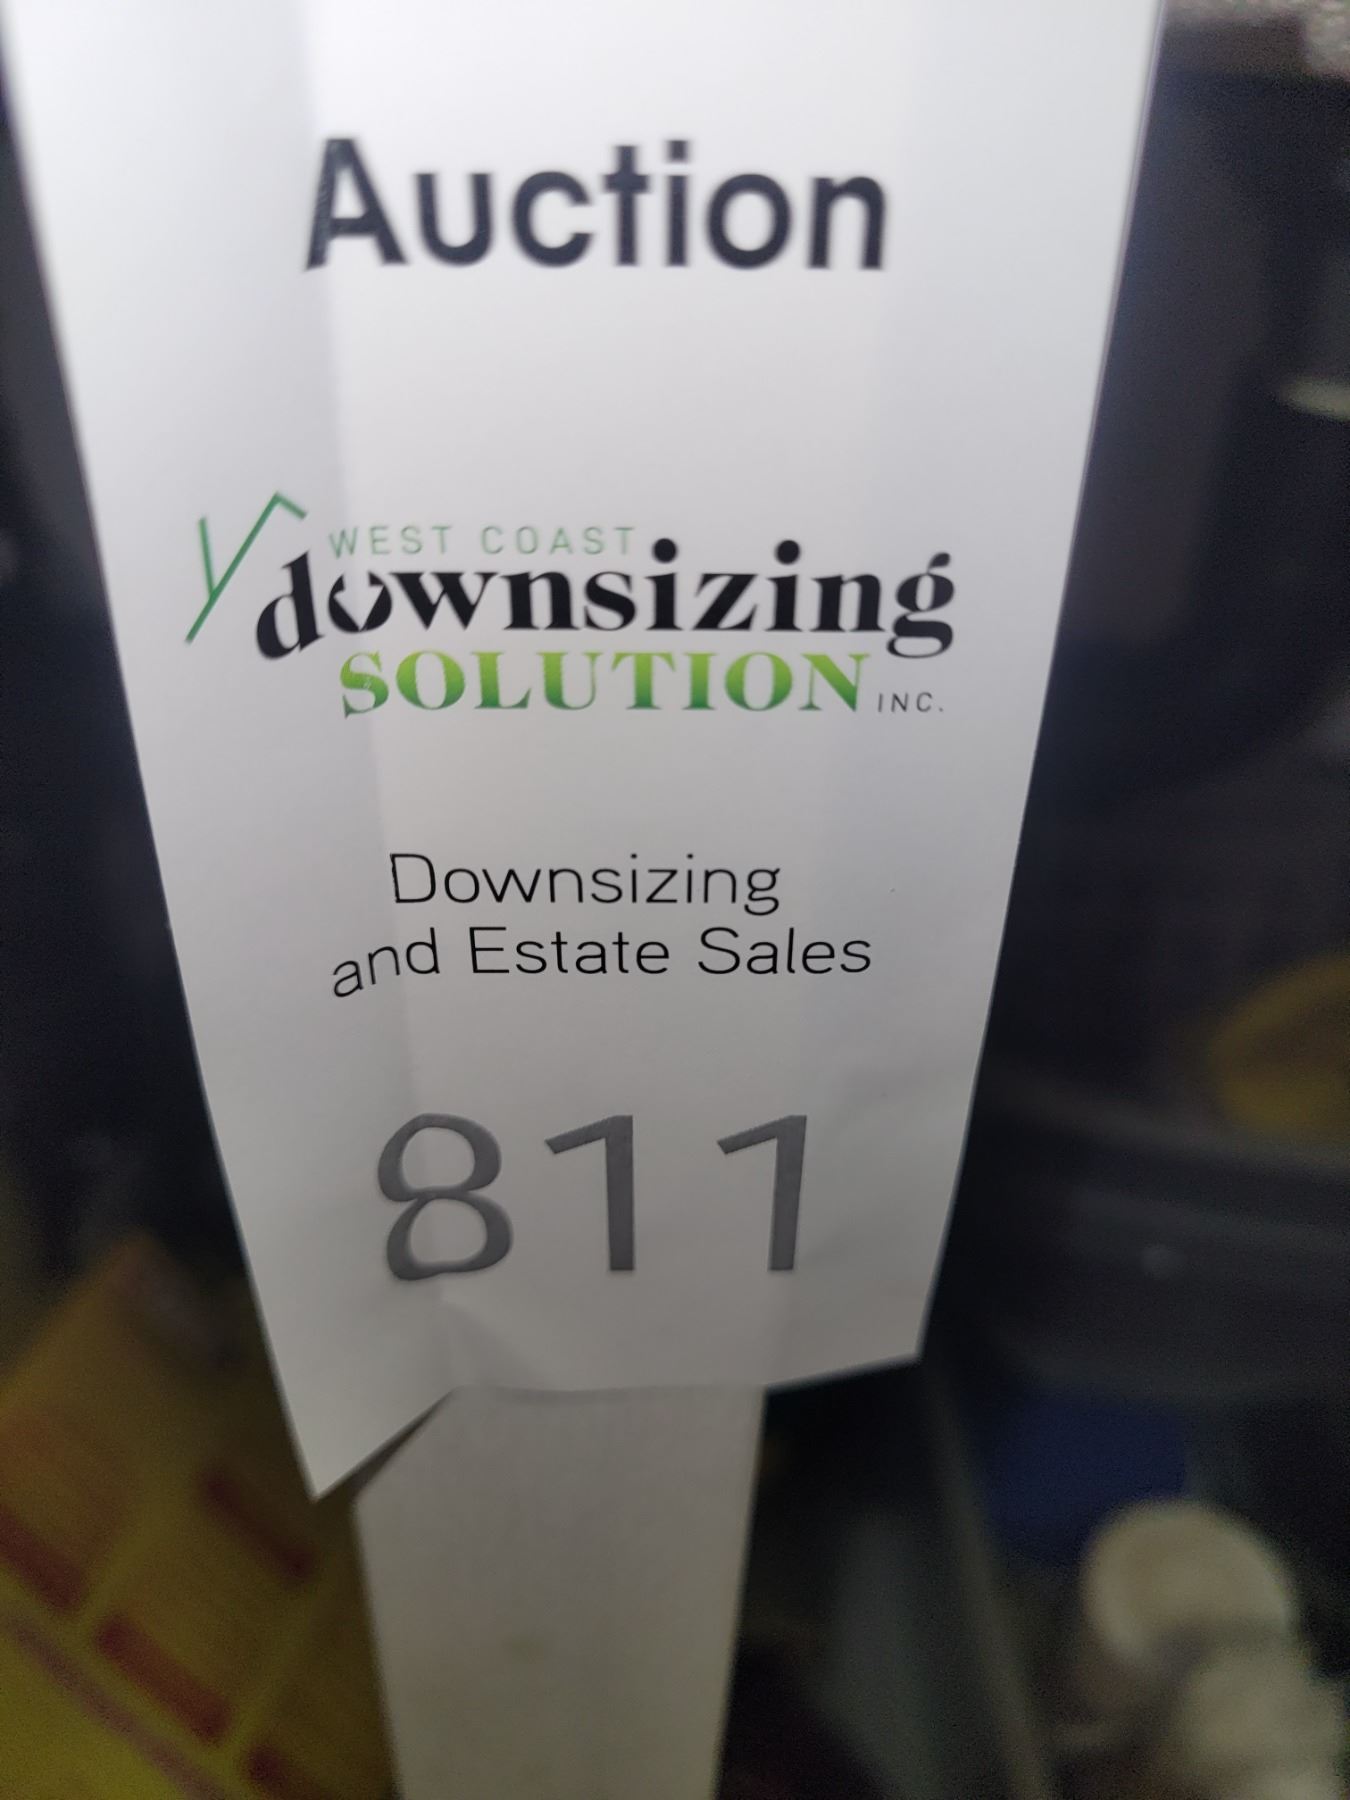 Auction
WEST COAST
downsizing
SOLUTION INC.
Downsizing
and Estate Sales
811